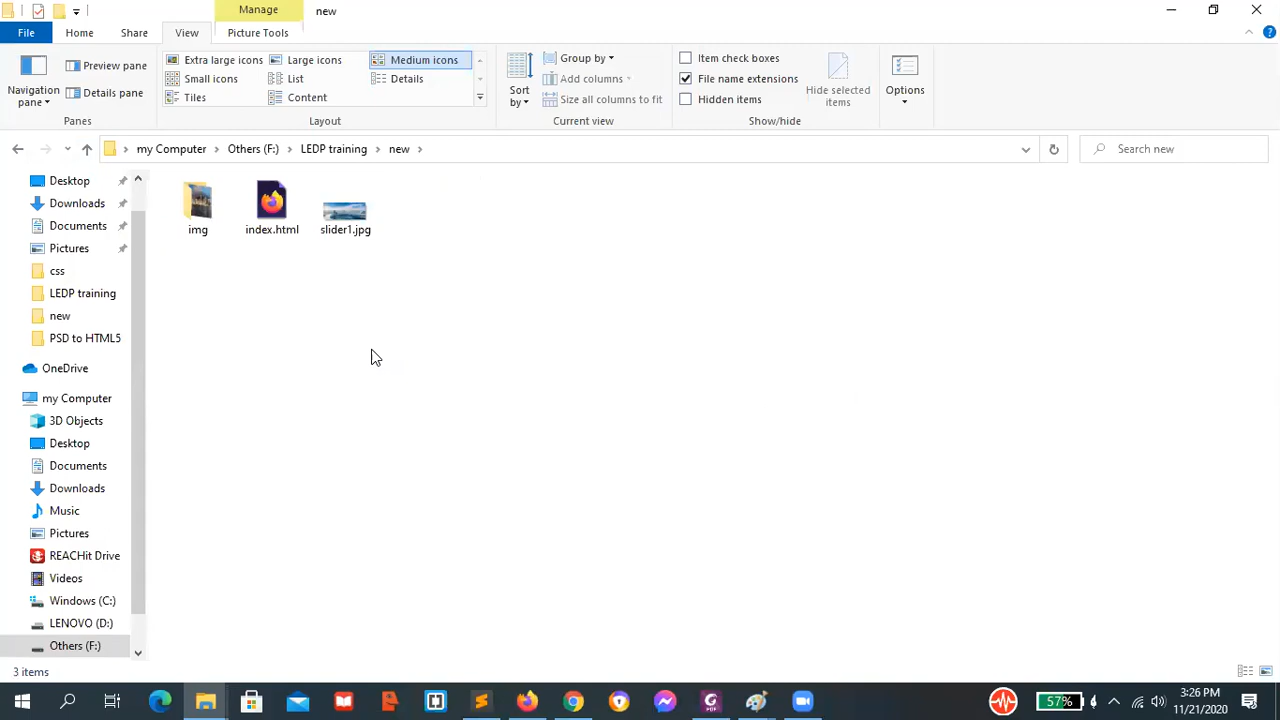 Manage
new
File
Home
Share
View
Picture Tools
Navigation pane
Preview pane
Details pane
Panes
Extra large icons
Large icons
Medium icons
Small icons
List
Details
Tiles
Content
Layout
Sort by
Group by
Add columns
Size all columns to fit
Current view
Item check boxes
File name extensions
Hidden items
Hide selected items
Show/hide
Options
my Computer
Others (F:)
LEDP training
new
Search new
Desktop
Downloads
Documents
Pictures
css
LEDP training
new
PSD to HTML5
OneDrive
my Computer
3D Objects
Desktop
Documents
Downloads
Music
Pictures
REACHit Drive
Videos
Windows (C:)
LENOVO (D:)
Others (F:)
img
index.html
slider1.jpg
3 items
57%
3:26 PM
11/21/2020